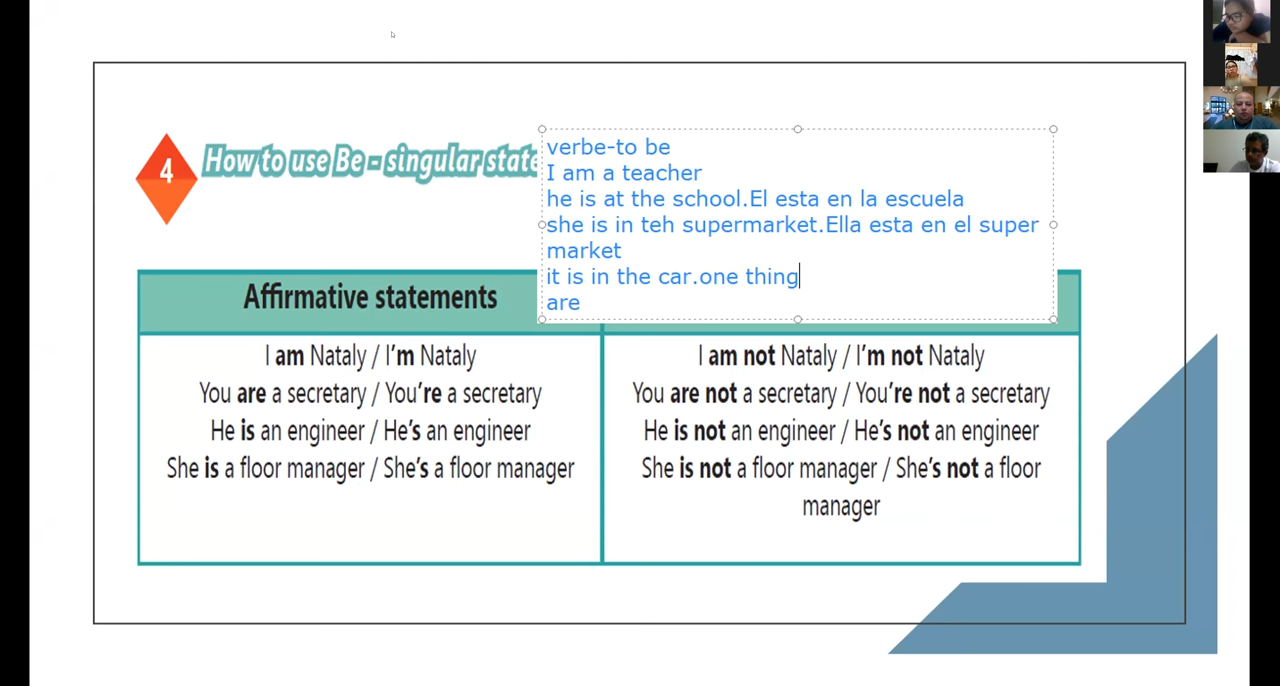 4
How to use Be - singular state
verbe-to be
I am a teacher
he is at the school.El esta en la escuela
she is in teh supermarket.Ella esta en el super
market
it is in the car.one thing
are
Affirmative statements
I am Nataly / I'm Nataly
You are a secretary / You're a secretary
He is an engineer / He's an engineer
She is a floor manager / She's a floor manager
I am not Nataly / I'm not Nataly
You are not a secretary / You're not a secretary
He is not an engineer / He's not an engineer
She is not a floor manager / She's not a floor
manager